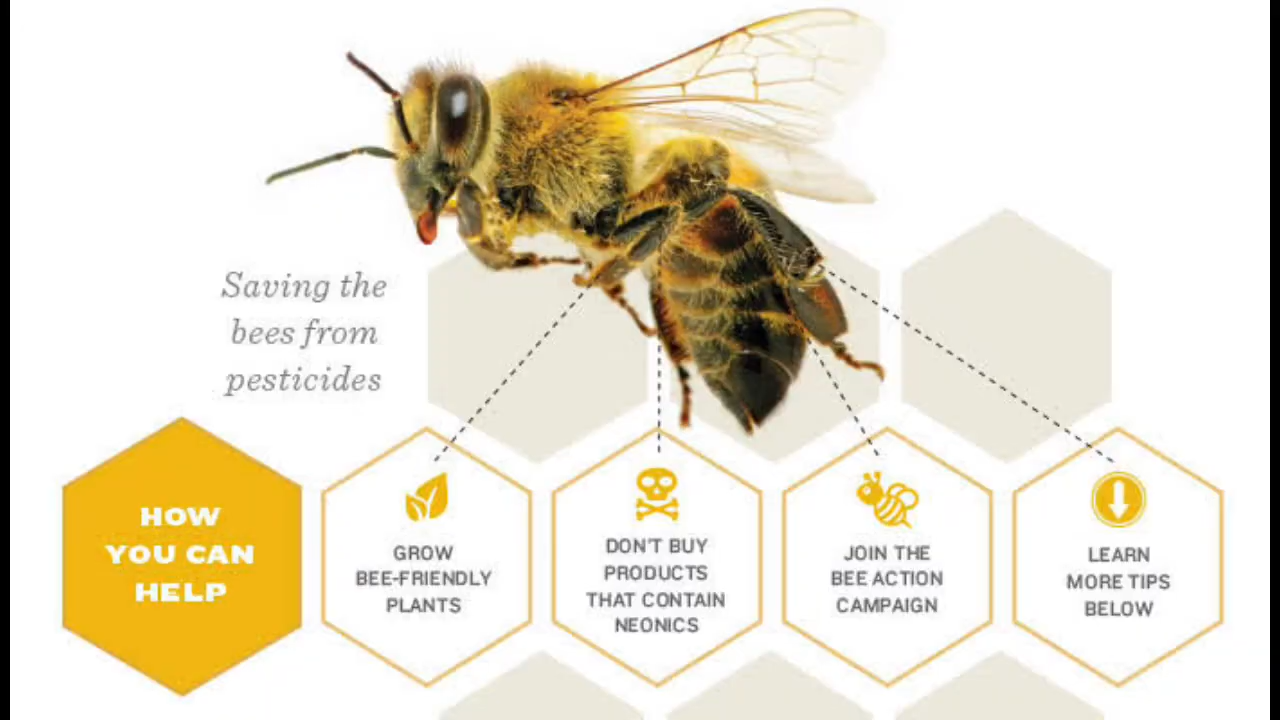 Saving the
bees from
pesticides
HOW
YOU CAN
HELP
GROW
BEE-FRIENDLY
PLANTS
DON'T BUY
PRODUCTS
THAT CONTAIN
NEONICS
JOIN THE
BEE ACTION
CAMPAIGN
LEARN
MORE TIPS
BELOW